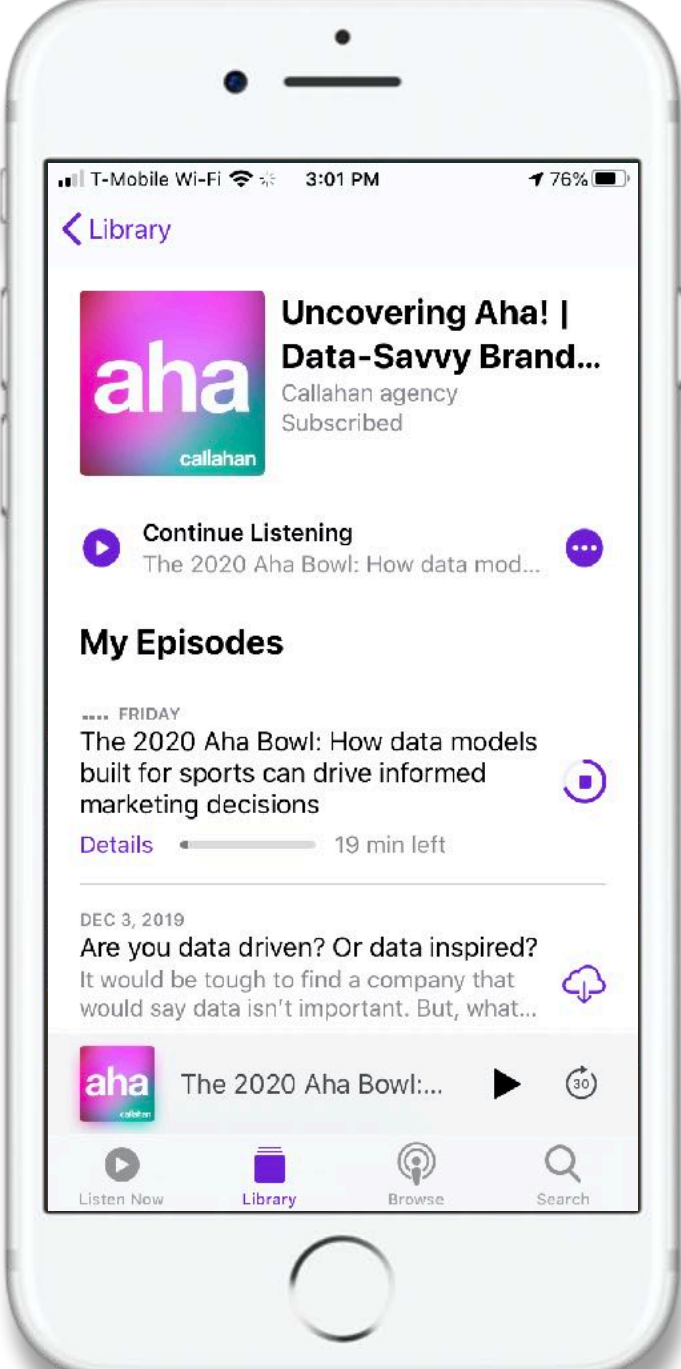 T-Mobile Wi-Fi 3:01 PM 76%
Library
aha
callahan
Uncovering Aha! |
Data-Savvy Brand...
Callahan agency
Subscribed
Continue Listening
The 2020 Aha Bowl: How data mod...
My Episodes
FRIDAY
The 2020 Aha Bowl: How data models
built for sports can drive informed
marketing decisions
Details 19 min left
DEC 3, 2019
Are you data driven? Or data inspired?
It would be tough to find a company that
would say data isn't important. But, what...
aha
callahan
The 2020 Aha Bowl:...
30
Listen Now Library Browse Search